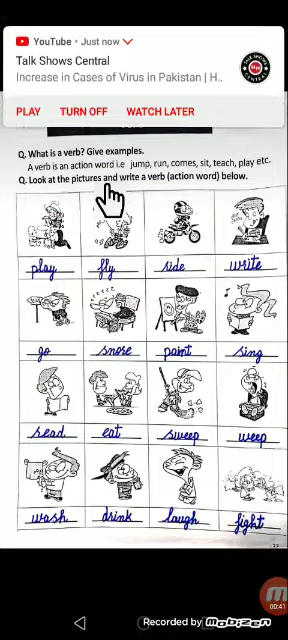 YouTube • Just now
Talk Shows Central
Increase in Cases of Virus in Pakistan | H..
PLAY TURN OFF WATCH LATER
Q. What is a verb? Give examples.
A verb is an action word i.e jump, run, comes, sit, teach, play etc.
Q. Look at the pictures and write a verb (action word) below.
play fly ride write
go snore paint sing
read eat sweep weep
wash drink laugh fight
00:41
Recorded by Mobizen